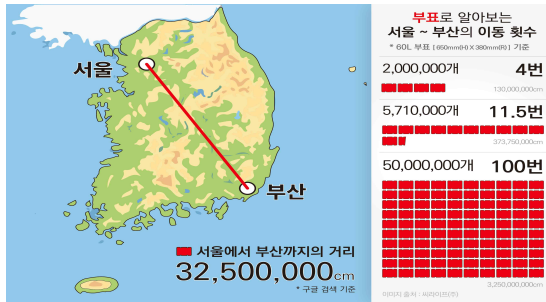 서울
부산
서울에서 부산까지의 거리
32,500,000cm
* 구글 검색 기준
부표로 알아보는
서울 ~ 부산의 이동 횟수
* 60L 부표 [650mm(H)X380mm(R)] 기준
2,000,000개 4번
130,000,000cm
5,710,000개 11.5번
373,750,000cm
50,000,000개 100번
3,250,000,000cm